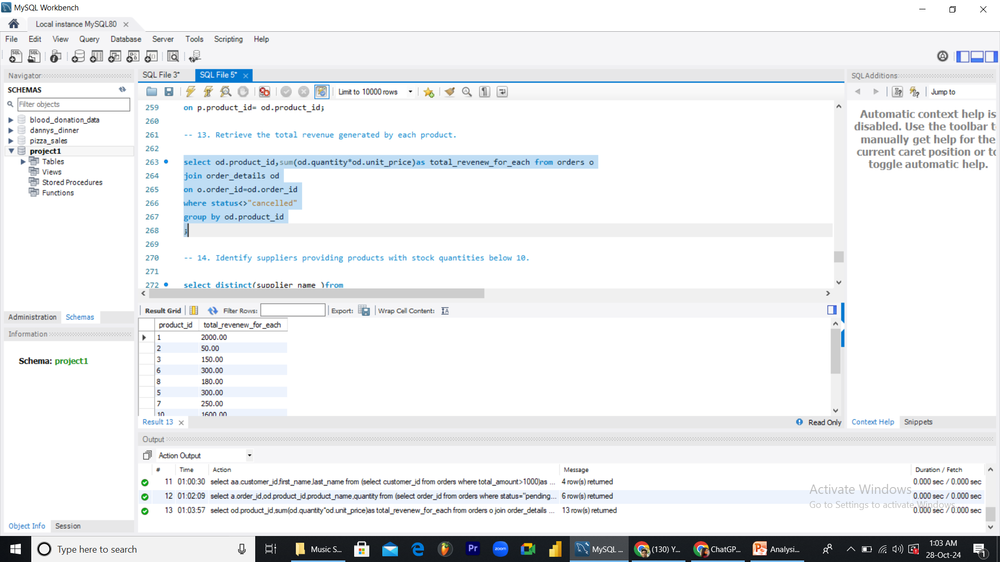 MySQL Workbench
Local instance MySQL80
File Edit View Query Database Server Tools Scripting Help
Navigator
SCHEMAS
Filter objects
blood_donation_data
dannys_dinner
pizza_sales
project1
Tables
Views
Stored Procedures
Functions
Administration Schemas
Information
Schema: project1
Object Info Session
SQL File 3* SQL File 5*
Limit to 10000 rows
259 on p.product_id= od.product_id;
260
261 -- 13. Retrieve the total revenue generated by each product.
262
263 select od.product_id,sum(od.quantity*od.unit_price)as total_revenew_for_each from orders o
264 join order_details od
265 on o.order_id=od.order_id
266 where status<>"cancelled"
267 group by od.product_id
268 ;
269
270 -- 14. Identify suppliers providing products with stock quantities below 10.
271
272 select distinct(supplier_name )from
Result Grid Filter Rows: Export: Wrap Cell Content:
product_id total_revenew_for_each
1 2000.00
2 50.00
3 150.00
6 300.00
8 180.00
5 300.00
7 250.00
10 1600.00
Result 13
Read Only
SQLAdditions
Jump to
Automatic context help is
disabled. Use the toolbar t
manually get help for the
current caret position or to
toggle automatic help.
Context Help Snippets
Output
Action Output
# Time Action Message Duration / Fetch
11 01:00:30 select aa.customer_id,first_name,last_name from (select customer_id from orders where total_amount>1000)as ... 4 row(s) returned 0.000 sec / 0.000 sec
12 01:02:09 select a.order_id,od.product_id,product_name,quantity from (select order_id from orders where status="pending... 6 row(s) returned 0.000 sec / 0.000 sec
13 01:03:57 select od.product_id,sum(od.quantity*od.unit_price)as total_revenew_for_each from orders o join order_details ... 13 row(s) returned 0.000 sec / 0.000 sec
Activate Windows
Go to Settings to activate Windows.
Type here to search
Music S...
Pr
zoom
MySQL ...
(130) Y...
ChatGP...
Analysi...
1:03 AM
28-Oct-24
1